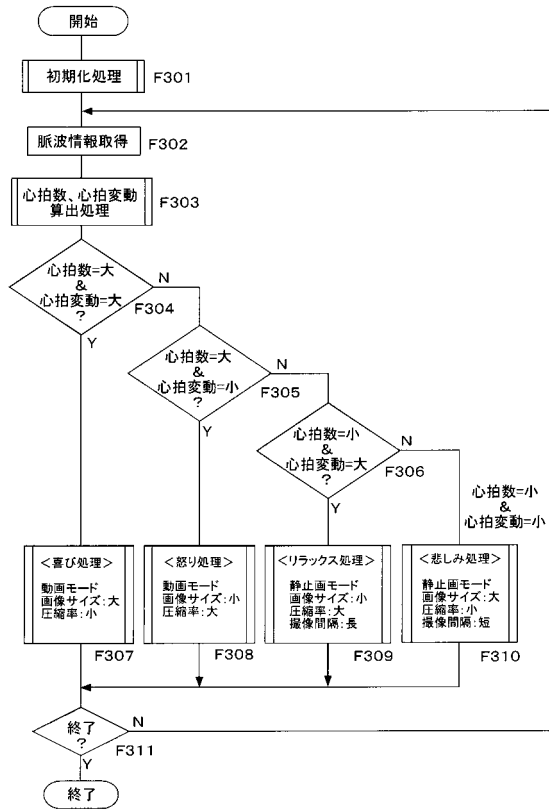 開始
初期化処理
F301
脈波情報取得
F302
心拍数、心拍変動
算出処理
F303
心拍数=大
&
心拍変動=大
?
N
F304
Y
心拍数=大
&
心拍変動=小
?
N
F305
Y
心拍数=小
&
心拍変動=大
?
N
F306
Y
心拍数=小
&
心拍変動=小
<喜び処理>
動画モード
画像サイズ:大
圧縮率:小
F307
<怒り処理>
動画モード
画像サイズ:小
圧縮率:大
F308
<リラックス処理>
静止画モード
画像サイズ:小
圧縮率:大
撮像間隔:長
F309
<悲しみ処理>
静止画モード
画像サイズ:大
圧縮率:小
撮像間隔:短
F310
終了
?
N
F311
Y
終了